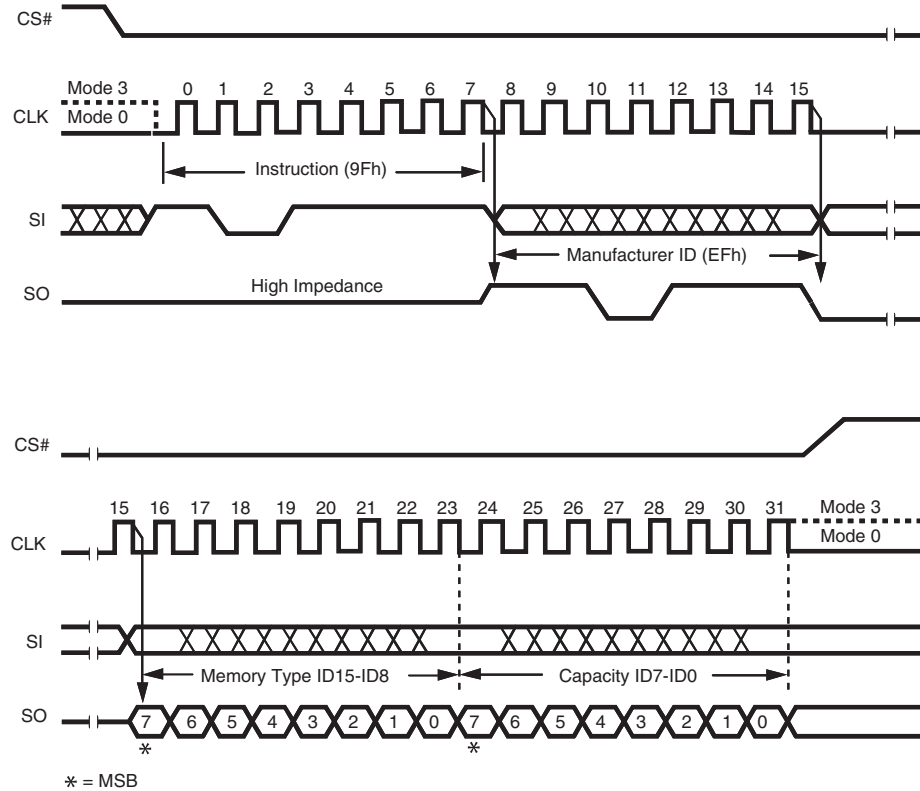 CS#
Mode 3
0 1 2 3 4 5 6 7 8 9 10 11 12 13 14 15
CLK
Mode 0
Instruction (9Fh)
SI
Manufacturer ID (EFh)
High Impedance
SO
CS#
15 16 17 18 19 20 21 22 23 24 25 26 27 28 29 30 31
Mode 3
CLK
Mode 0
SI
Memory Type ID15-ID8
Capacity ID7-ID0
SO
7 6 5 4 3 2 1 0 7 6 5 4 3 2 1 0
* *
* = MSB